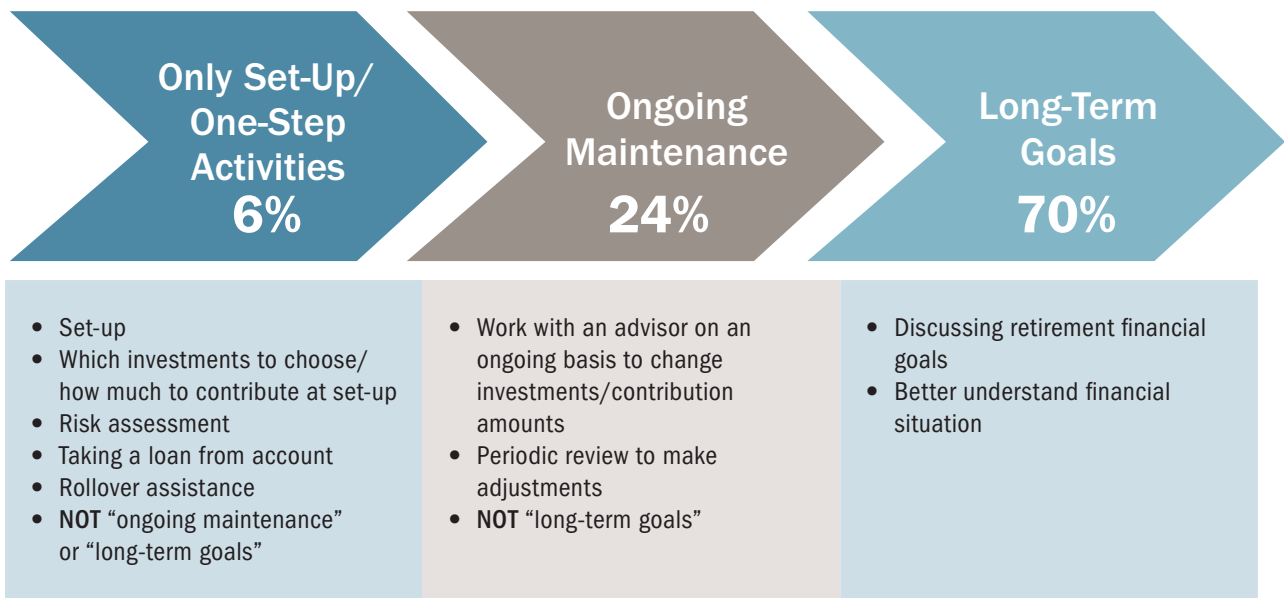 Only Set-Up/
One-Step
Activities
6%
Ongoing
Maintenance
24%
Long-Term
Goals
70%
• Set-up
• Which investments to choose/
how much to contribute at set-up
• Risk assessment
• Taking a loan from account
• Rollover assistance
• NOT “ongoing maintenance”
or “long-term goals”
• Work with an advisor on an
ongoing basis to change
investments/contribution
amounts
• Periodic review to make
adjustments
• NOT “long-term goals”
• Discussing retirement financial
goals
• Better understand financial
situation